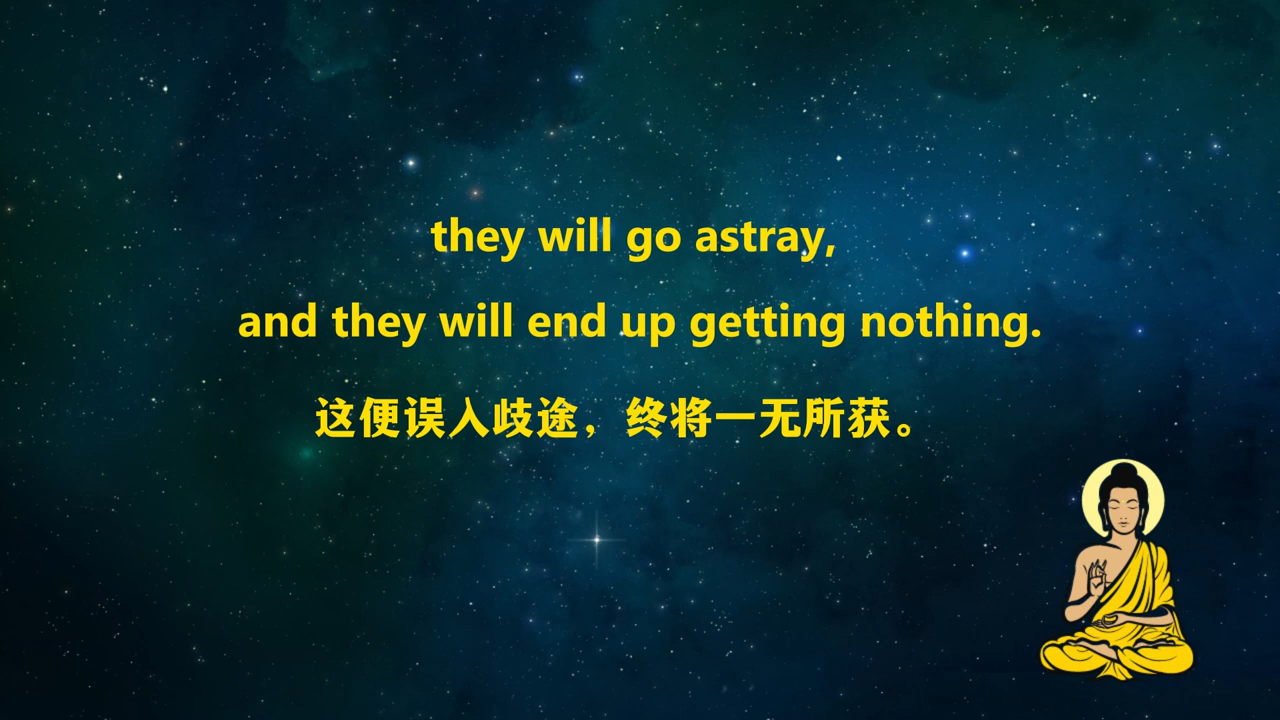 they will go astray,
and they will end up getting nothing.
这便误入歧途，终将一无所获。